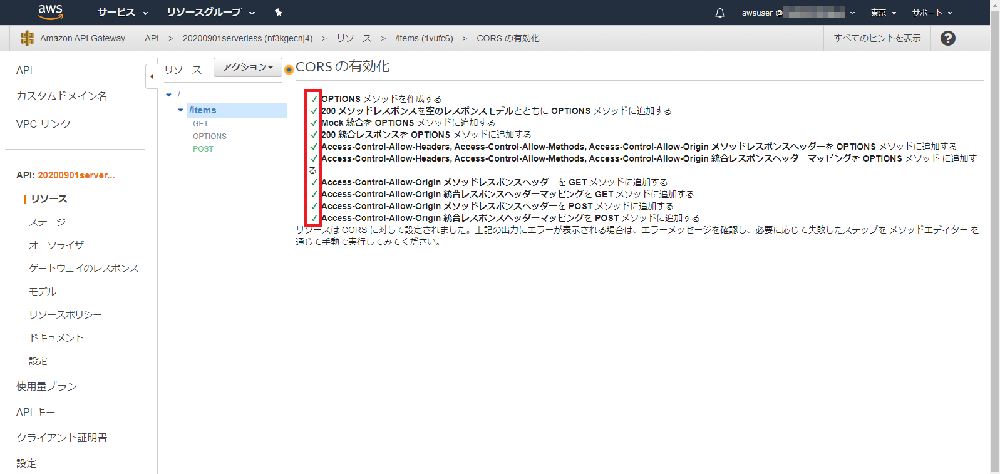 aws サービス リソースグループ awsuser @ 東京 サポート
Amazon API Gateway API > 20200901serverless (nf3kgecnj4) > リソース > /items (1vufc6) > CORS の有効化 すべてのヒントを表示 ?
API
カスタムドメイン名
VPC リンク
API: 20200901server...
リソース
ステージ
オーソライザー
ゲートウェイのレスポンス
モデル
リソースポリシー
ドキュメント
設定
使用量プラン
API キー
クライアント証明書
設定
リソース アクション
/
/items
GET
OPTIONS
POST
CORS の有効化
✓ OPTIONS メソッドを作成する
✓ 200 メソッドレスポンスを空のレスポンスモデルとともに OPTIONS メソッドに追加する
✓ Mock 統合を OPTIONS メソッドに追加する
✓ 200 統合レスポンスを OPTIONS メソッドに追加する
✓ Access-Control-Allow-Headers, Access-Control-Allow-Methods, Access-Control-Allow-Origin メソッドレスポンスヘッダーを OPTIONS メソッドに追加する
✓ Access-Control-Allow-Headers, Access-Control-Allow-Methods, Access-Control-Allow-Origin 統合レスポンスヘッダーマッピングを OPTIONS メソッド に追加す
る
✓ Access-Control-Allow-Origin メソッドレスポンスヘッダーを GET メソッドに追加する
✓ Access-Control-Allow-Origin 統合レスポンスヘッダーマッピングを GET メソッドに追加する
✓ Access-Control-Allow-Origin メソッドレスポンスヘッダーを POST メソッドに追加する
✓ Access-Control-Allow-Origin 統合レスポンスヘッダーマッピングを POST メソッドに追加する
リソースは CORS に対して設定されました。上記の出力にエラーが表示される場合は、エラーメッセージを確認し、必要に応じて失敗したステップを メソッドエディター を
通じて手動で実行してみてください。